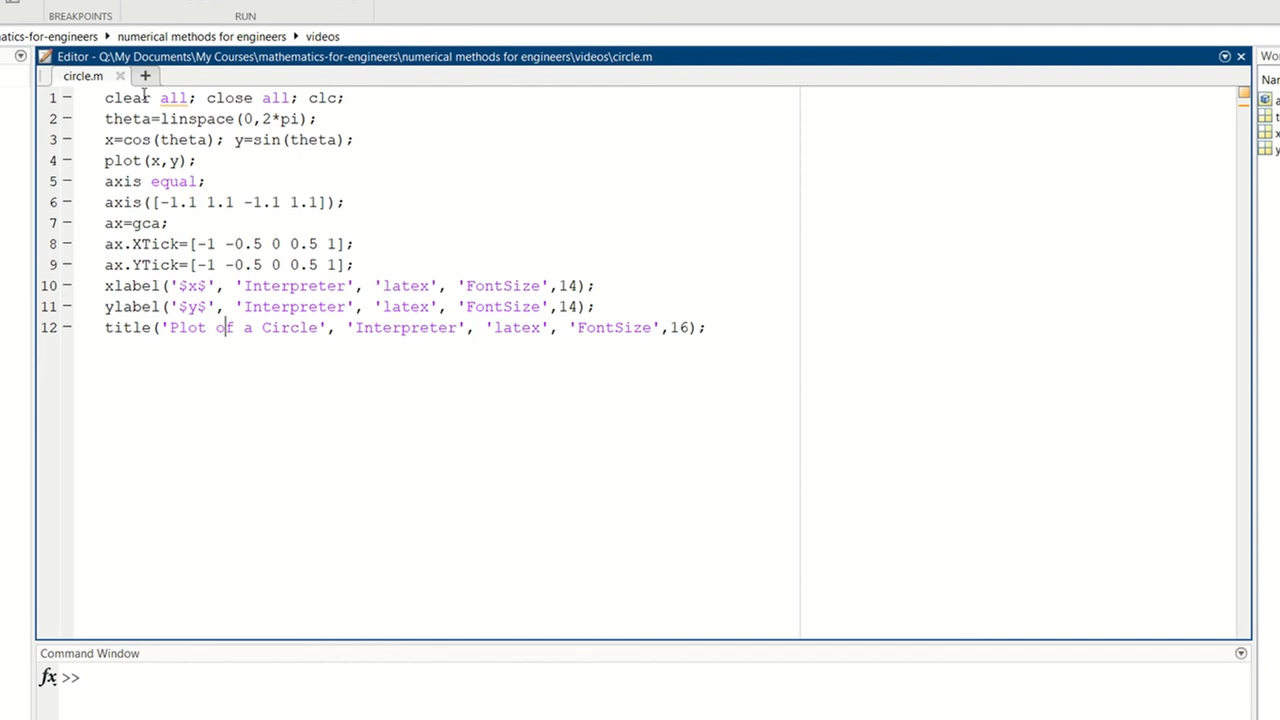 BREAKPOINTS RUN
atics-for-engineers numerical methods for engineers videos
Editor - Q:\My Documents\My Courses\mathematics-for-engineers\numerical methods for engineers\videos\circle.m
Wo
circle.m
Nar
1 clear all; close all; clc;
2 theta=linspace(0,2*pi);
3 x=cos(theta); y=sin(theta);
4 plot(x,y);
5 axis equal;
6 axis([-1.1 1.1 -1.1 1.1]);
7 ax=gca;
8 ax.XTick=[-1 -0.5 0 0.5 1];
9 ax.YTick=[-1 -0.5 0 0.5 1];
10 xlabel('$x$', 'Interpreter', 'latex', 'FontSize',14);
11 ylabel('$y$', 'Interpreter', 'latex', 'FontSize',14);
12 title('Plot of a Circle', 'Interpreter', 'latex', 'FontSize',16);
a
t
x
y
Command Window
fx >>